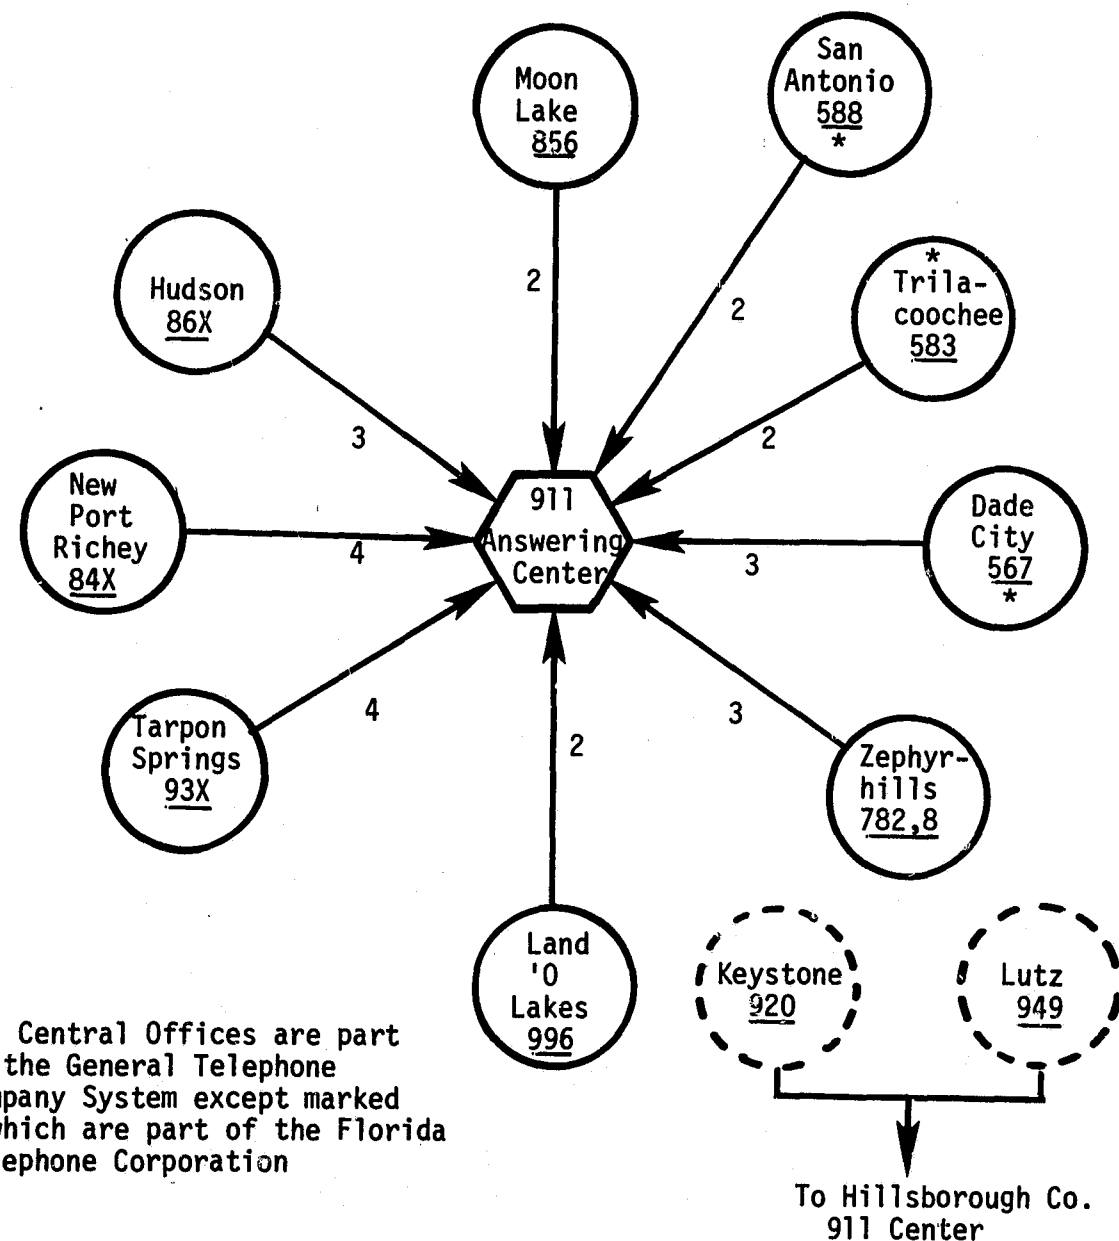 Moon
Lake
856
San
Antonio
588
*
Hudson
86X
2
2
*
Trila-
coochee
583
3
2
New
Port
Richey
84X
4
911
Answering
Center
3
Dade
City
567
*
Tarpon
Springs
93X
4
2
3
Zephyr-
hills
782,8
Land
'O
Lakes
996
Keystone
920
Lutz
949
Central Offices are part
the General Telephone
mpany System except marked
which are part of the Florida
ephone Corporation
To Hillsborough Co.
911 Center